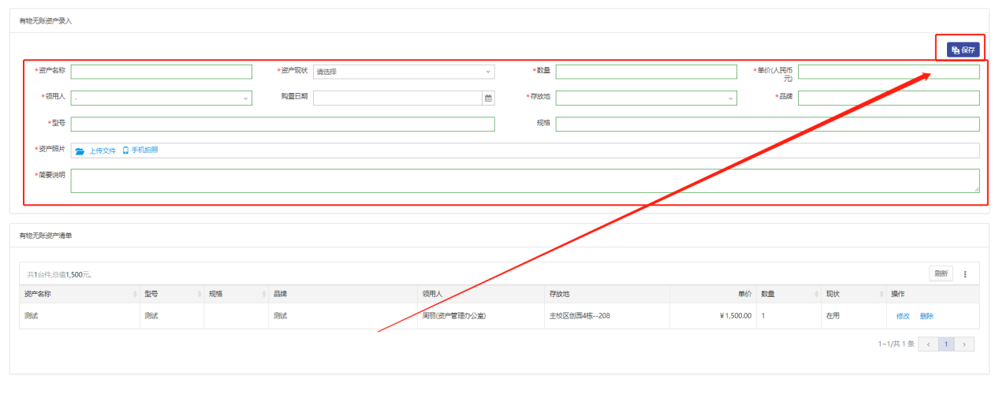 有物无账资产录入
保存
*资产名称 *资产现状 请选择 *数量 *单价(人民币元)
*领用人 - 购置日期 *存放地 *品牌
*型号 规格
*资产照片 上传文件 手机拍照
*简要说明
有物无账资产清单
共1台件,总值1,500元。 刷新
资产名称 型号 规格 品牌 领用人 存放地 单价 数量 现状 操作
测试 测试 测试 周丽(资产管理办公室) 主校区创园4栋--208 ¥1,500.00 1 在用 修改 删除
1~1/共 1 条 ‹ 1 ›